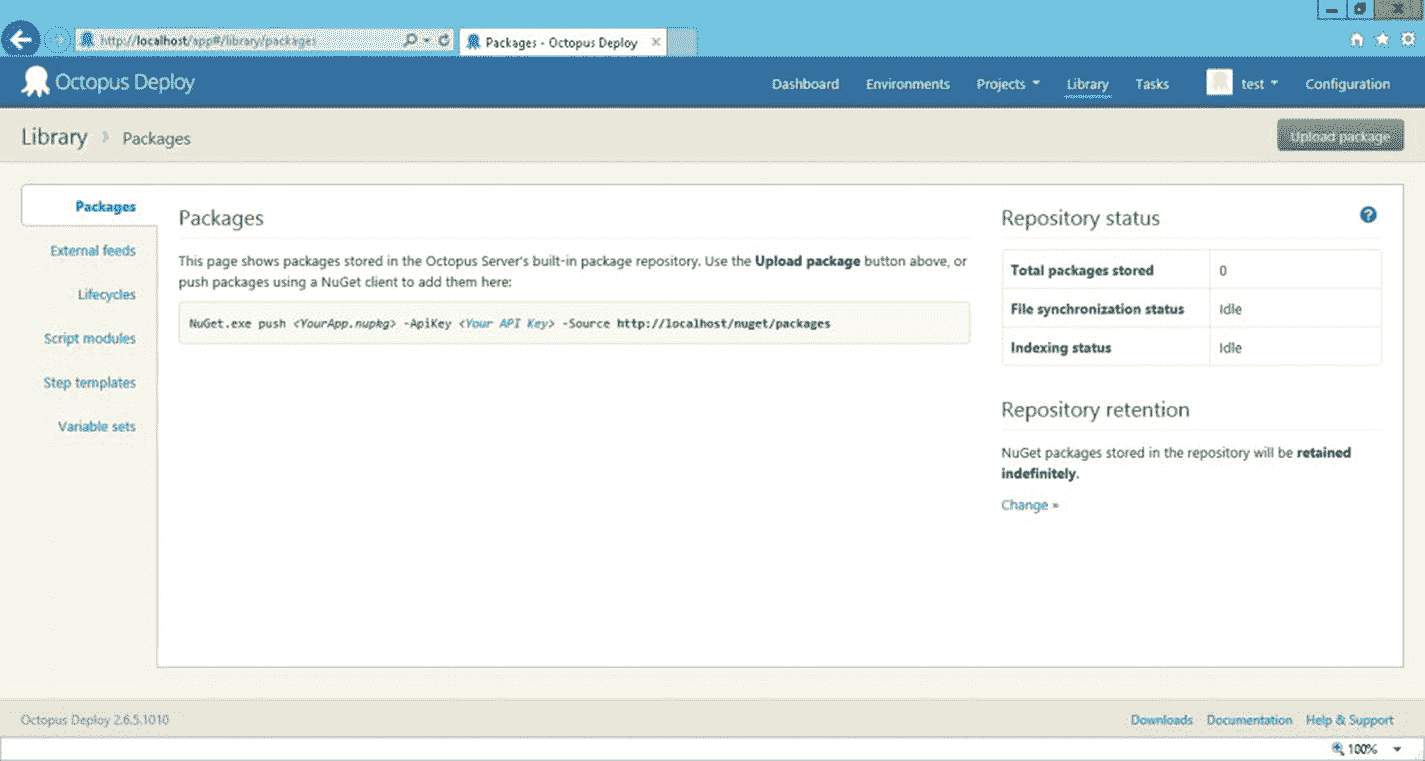 http://localhost/app#/library/packages
Packages - Octopus Deploy
Octopus Deploy
Dashboard
Environments
Projects
Library
Tasks
test
Configuration
Library
Packages
Upload package
Packages
External feeds
Lifecycles
Script modules
Step templates
Variable sets
Packages
This page shows packages stored in the Octopus Server's built-in package repository. Use the Upload package button above, or
push packages using a NuGet client to add them here:
NuGet.exe push <YourApp.nupkg> -ApiKey <Your API Key> -Source http://localhost/nuget/packages
Repository status
Total packages stored 0
File synchronization status Idle
Indexing status Idle
Repository retention
NuGet packages stored in the repository will be retained
indefinitely.
Change »
Octopus Deploy 2.6.5.1010
Downloads
Documentation
Help & Support
100%